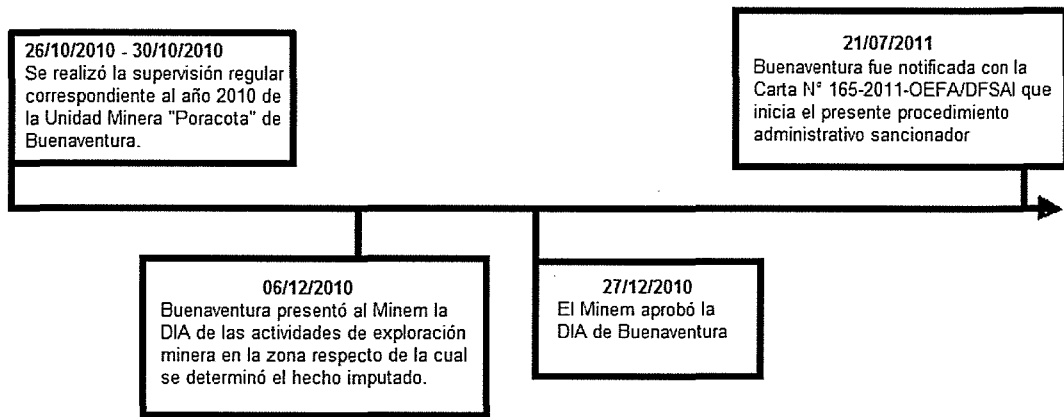 26/10/2010 - 30/10/2010
Se realizó la supervisión regular
correspondiente al año 2010 de
la Unidad Minera "Poracota" de
Buenaventura.
21/07/2011
Buenaventura fue notificada con la
Carta N° 165-2011-OEFA/DFSAI que
inicia el presente procedimiento
administrativo sancionador
06/12/2010
Buenaventura presentó al Minem la
DIA de las actividades de exploración
minera en la zona respecto de la cual
se determinó el hecho imputado.
27/12/2010
El Minem aprobó la
DIA de Buenaventura